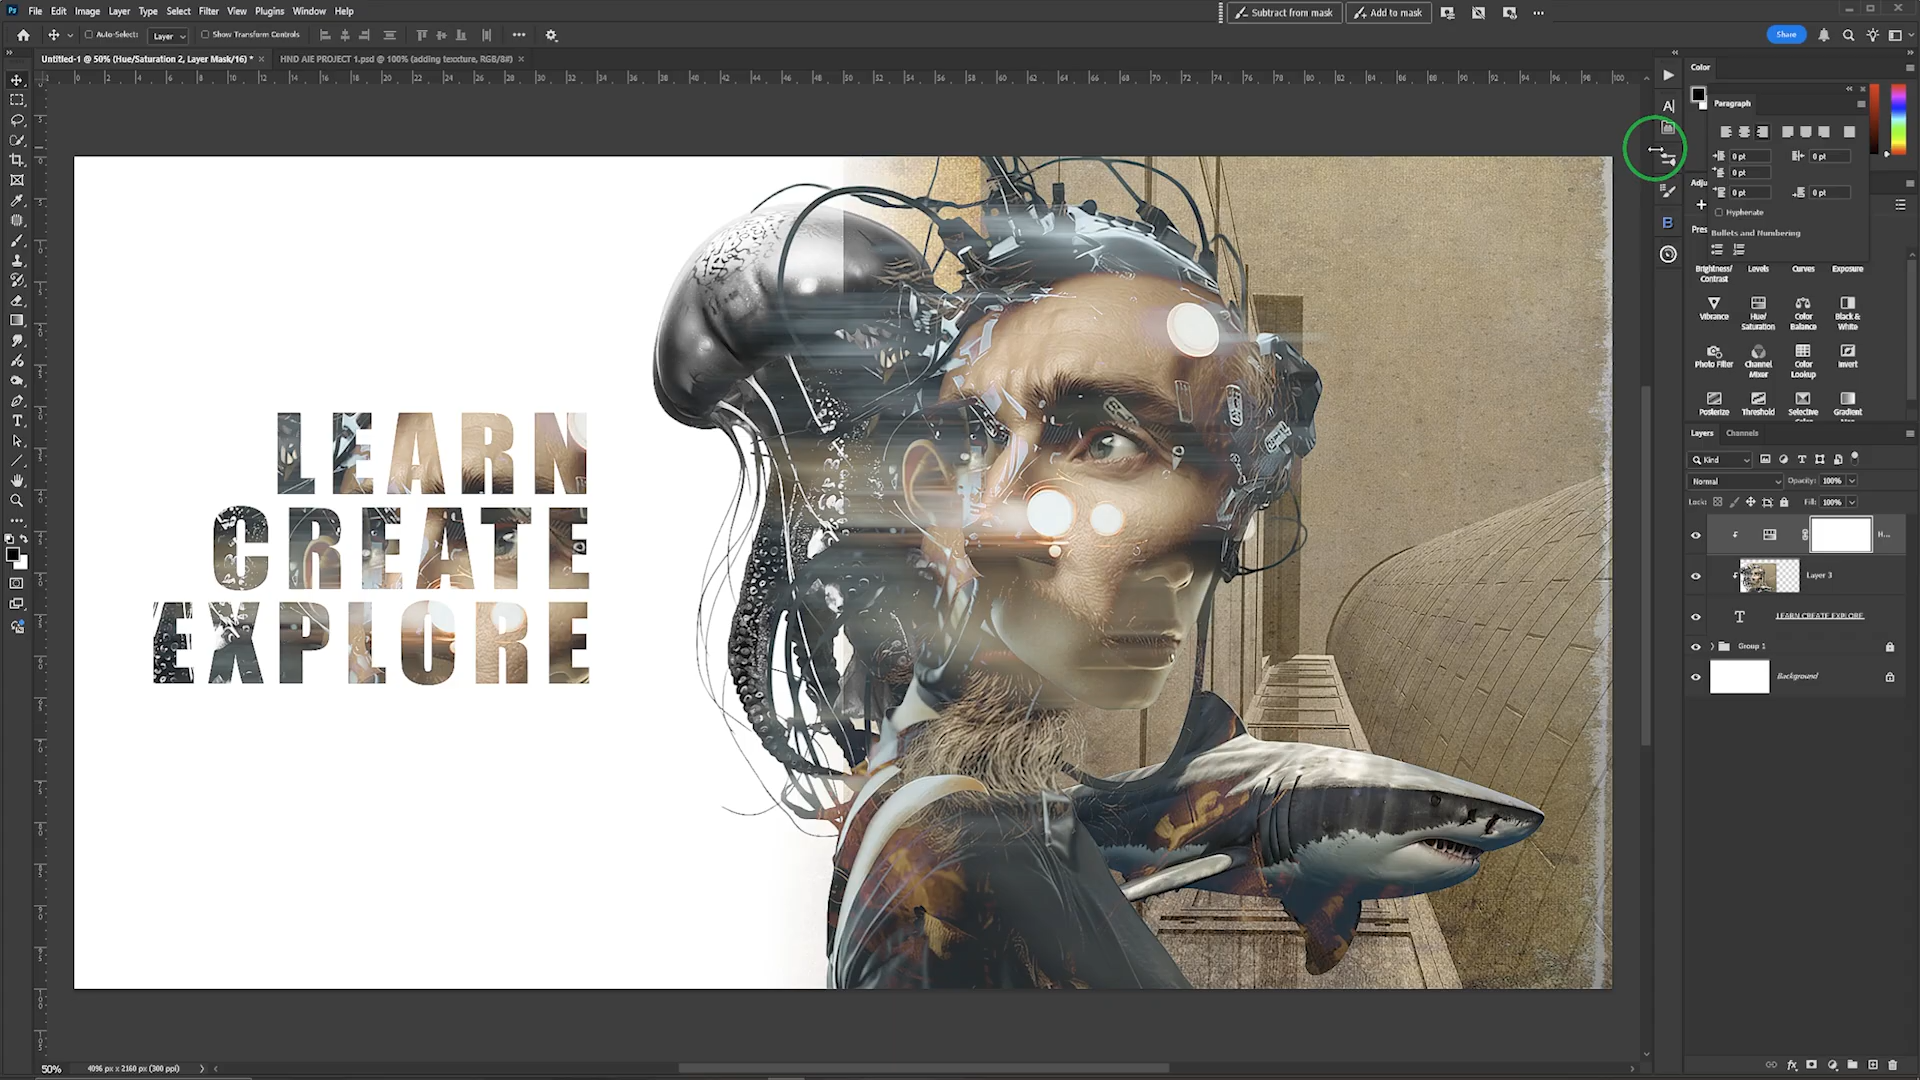 Ps File Edit Image Layer Type Select Filter View Plugins Window Help
Subtract from mask Add to mask
Auto-Select: Layer Show Transform Controls
Share
Untitled-1 @ 50% (Hue/Saturation 2, Layer Mask/16) *
HND AIE PROJECT 1.psd @ 100% (adding texxture, RGB/8#)
Color
Paragraph
0 pt 0 pt
0 pt
0 pt 0 pt
Hyphenate
Bullets and Numbering
Brightness/Contrast Levels Curves Exposure
Vibrance Hue/Saturation Color Balance Black & White
Photo Filter Channel Mixer Color Lookup Invert
Posterize Threshold Selective Gradient
Layers Channels
Kind
Normal Opacity: 100%
Lock: Fill: 100%
H...
Layer 3
LEARN CREATE EXPLORE
Group 1
Background
LEARN
CREATE
EXPLORE
50% 4096 px x 2160 px (300 ppi)